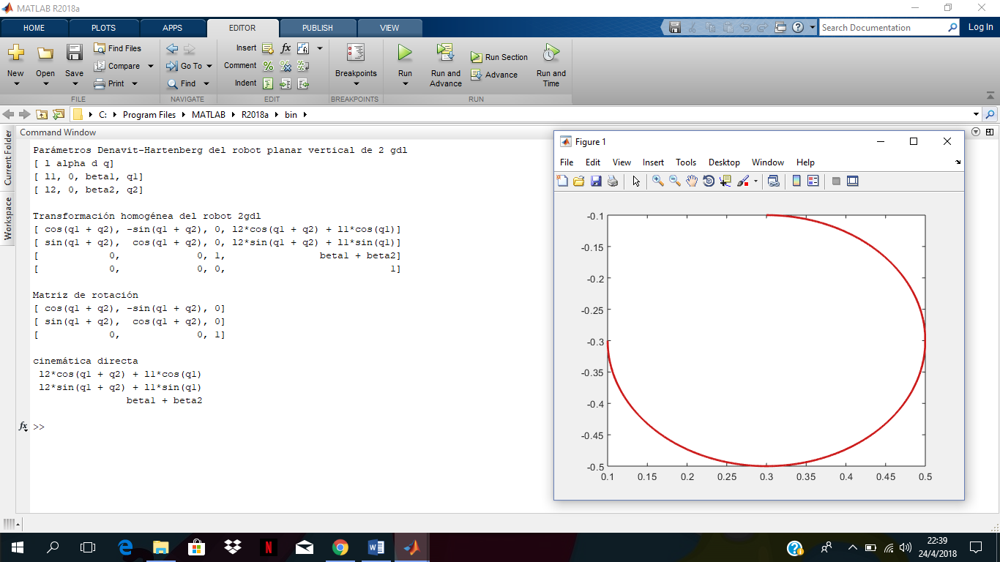 MATLAB R2018a
HOME PLOTS APPS EDITOR PUBLISH VIEW
Search Documentation
Log In
New Open Save
Find Files
Compare
Print
FILE
Go To
Find
NAVIGATE
Insert
fx
Comment
Indent
EDIT
Breakpoints
BREAKPOINTS
Run
Run and
Advance
Run Section
Advance
Run and
Time
RUN
C: Program Files MATLAB R2018a bin
Current Folder
Workspace
Command Window
Parámetros Denavit-Hartenberg del robot planar vertical de 2 gdl
[ l alpha d q]
[ l1, 0, beta1, q1]
[ l2, 0, beta2, q2]
Transformación homogénea del robot 2gdl
[ cos(q1 + q2), -sin(q1 + q2), 0, l2*cos(q1 + q2) + l1*cos(q1)]
[ sin(q1 + q2),  cos(q1 + q2), 0, l2*sin(q1 + q2) + l1*sin(q1)]
[            0,             0, 1,                beta1 + beta2]
[            0,             0, 0,                            1]
Matriz de rotación
[ cos(q1 + q2), -sin(q1 + q2), 0]
[ sin(q1 + q2),  cos(q1 + q2), 0]
[            0,             0, 1]
cinemática directa
l2*cos(q1 + q2) + l1*cos(q1)
l2*sin(q1 + q2) + l1*sin(q1)
beta1 + beta2
fx >>
Figure 1
File Edit View Insert Tools Desktop Window Help
-0.1
-0.15
-0.2
-0.25
-0.3
-0.35
-0.4
-0.45
-0.5
0.1 0.15 0.2 0.25 0.3 0.35 0.4 0.45 0.5
22:39
24/4/2018